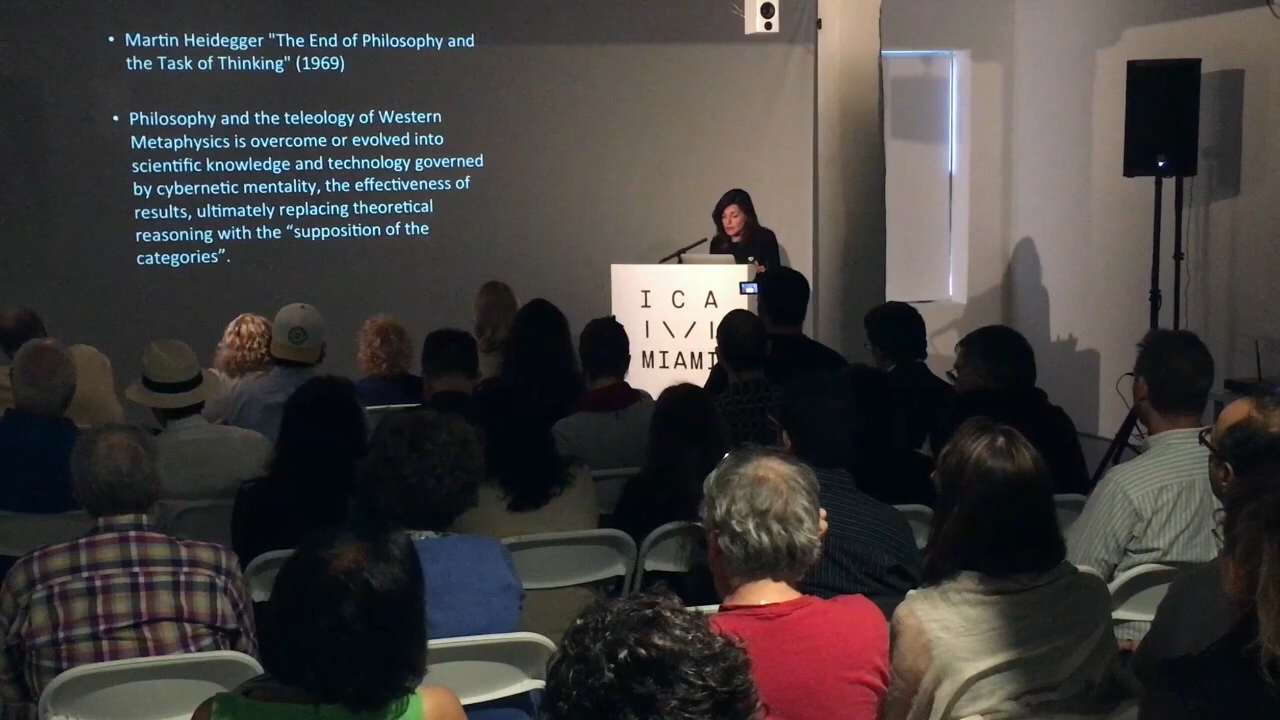 • Martin Heidegger "The End of Philosophy and
the Task of Thinking" (1969)
• Philosophy and the teleology of Western
Metaphysics is overcome or evolved into
scientific knowledge and technology governed
by cybernetic mentality, the effectiveness of
results, ultimately replacing theoretical
reasoning with the “supposition of the
categories”.
I C A
I \ / I
MIAMI